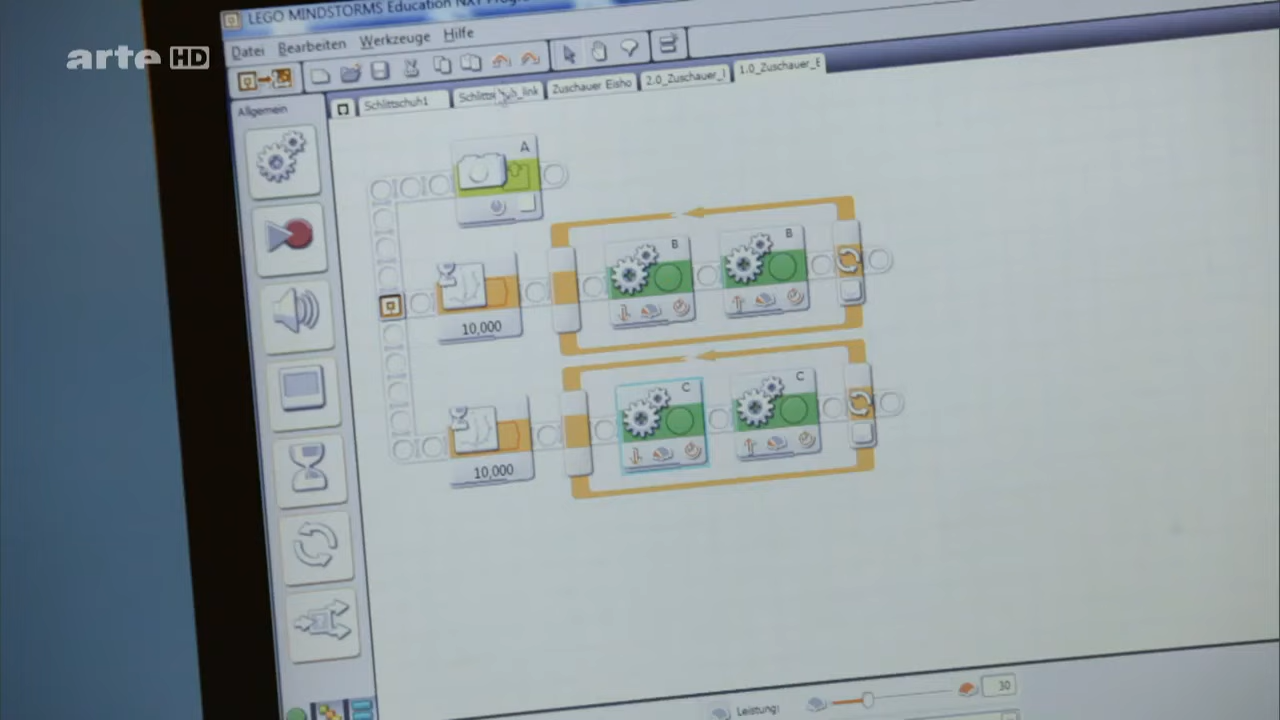 LEGO MINDSTORMS Education NXT
arte HD
Datei Bearbeiten Werkzeuge Hilfe
Allgemein
Schlittschuh1
Zuschauer Eisho
2.0_Zuschauer_
1.0_Zuschauer_E
A
B
B
10,000
C
C
10,000
Leistung:
30